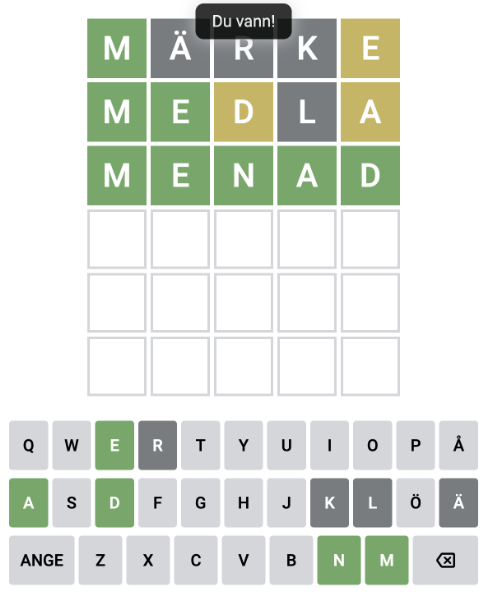 Du vann!
M Ä R K E
M E D L A
M E N A D
Q W E R T Y U I O P Å
A S D F G H J K L Ö Ä
ANGE Z X C V B N M